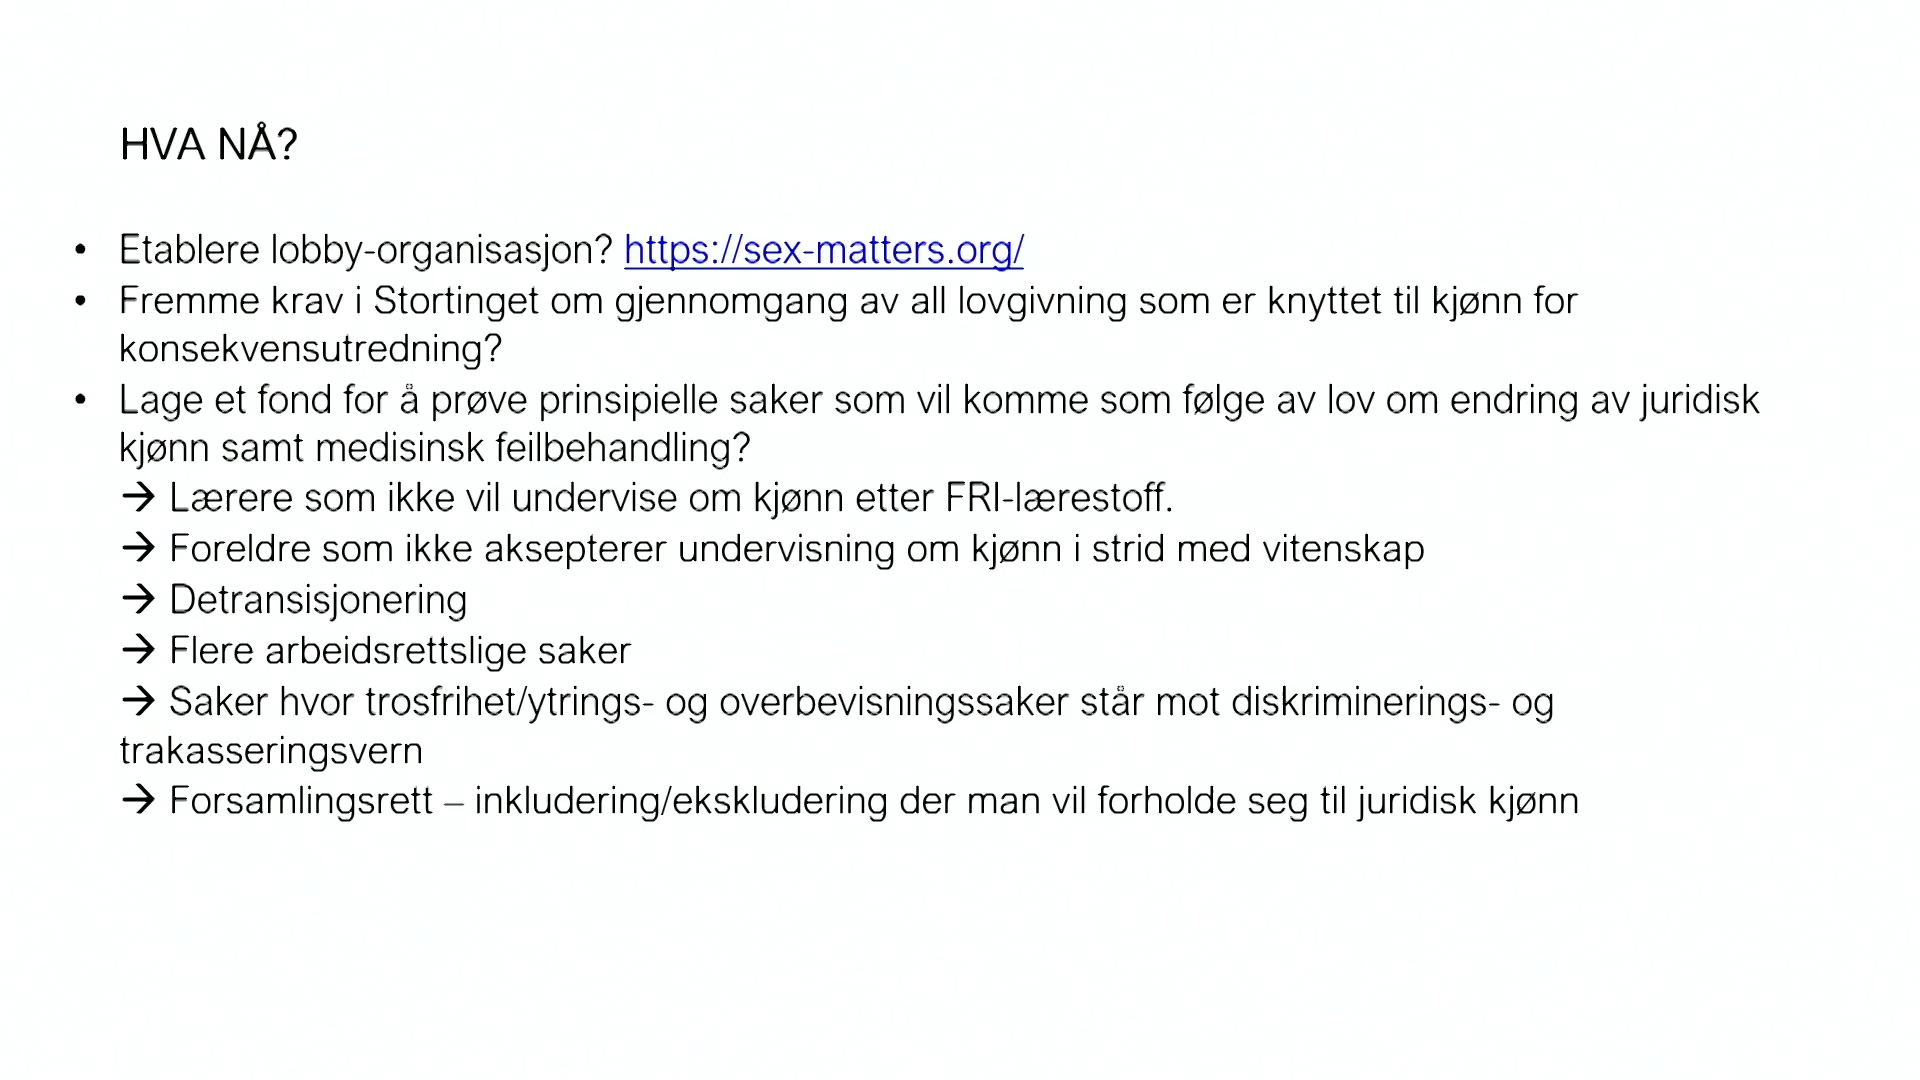 HVA NÅ?
• Etablere lobby-organisasjon? https://sex-matters.org/
• Fremme krav i Stortinget om gjennomgang av all lovgivning som er knyttet til kjønn for
konsekvensutredning?
• Lage et fond for å prøve prinsipielle saker som vil komme som følge av lov om endring av juridisk
kjønn samt medisinsk feilbehandling?
→ Lærere som ikke vil undervise om kjønn etter FRI-lærestoff.
→ Foreldre som ikke aksepterer undervisning om kjønn i strid med vitenskap
→ Detransisjonering
→ Flere arbeidsrettslige saker
→ Saker hvor trosfrihet/ytrings- og overbevisningssaker står mot diskriminerings- og
trakasseringsvern
→ Forsamlingsrett – inkludering/ekskludering der man vil forholde seg til juridisk kjønn